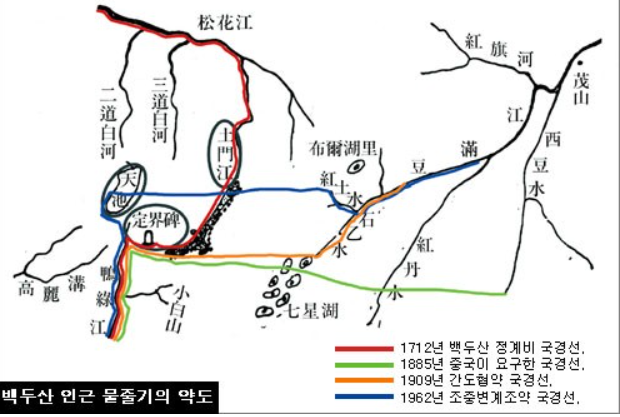 松花江
紅旗河
茂山
二道白河
三道白河
土門江
布爾湖里
豆滿江
西豆水
天池
紅土水
石乙水
定界碑
鴨綠江
高麗溝
小白山
七星湖
紅丹水
1712년 백두산 정계비 국경선.
1885년 중국이 요구한 국경선.
1909년 간도협약 국경선.
1962년 조중변계조약 국경선.
백두산 인근 물줄기의 약도